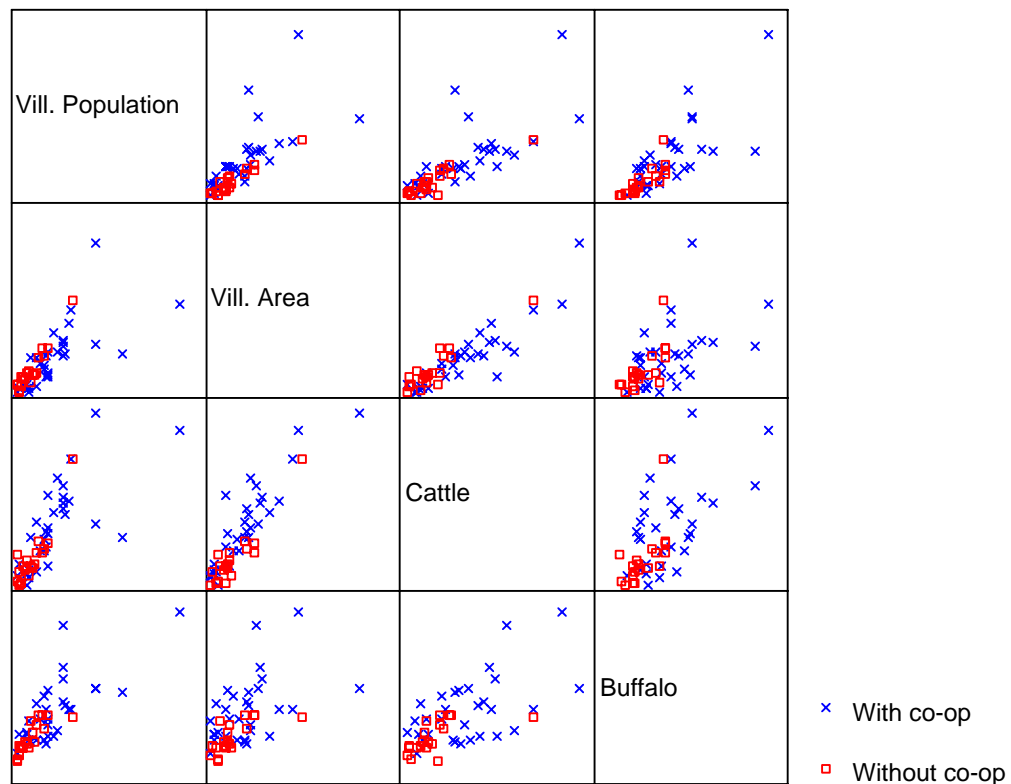 Vill. Population
Vill. Area
Cattle
Buffalo
With co-op
Without co-op